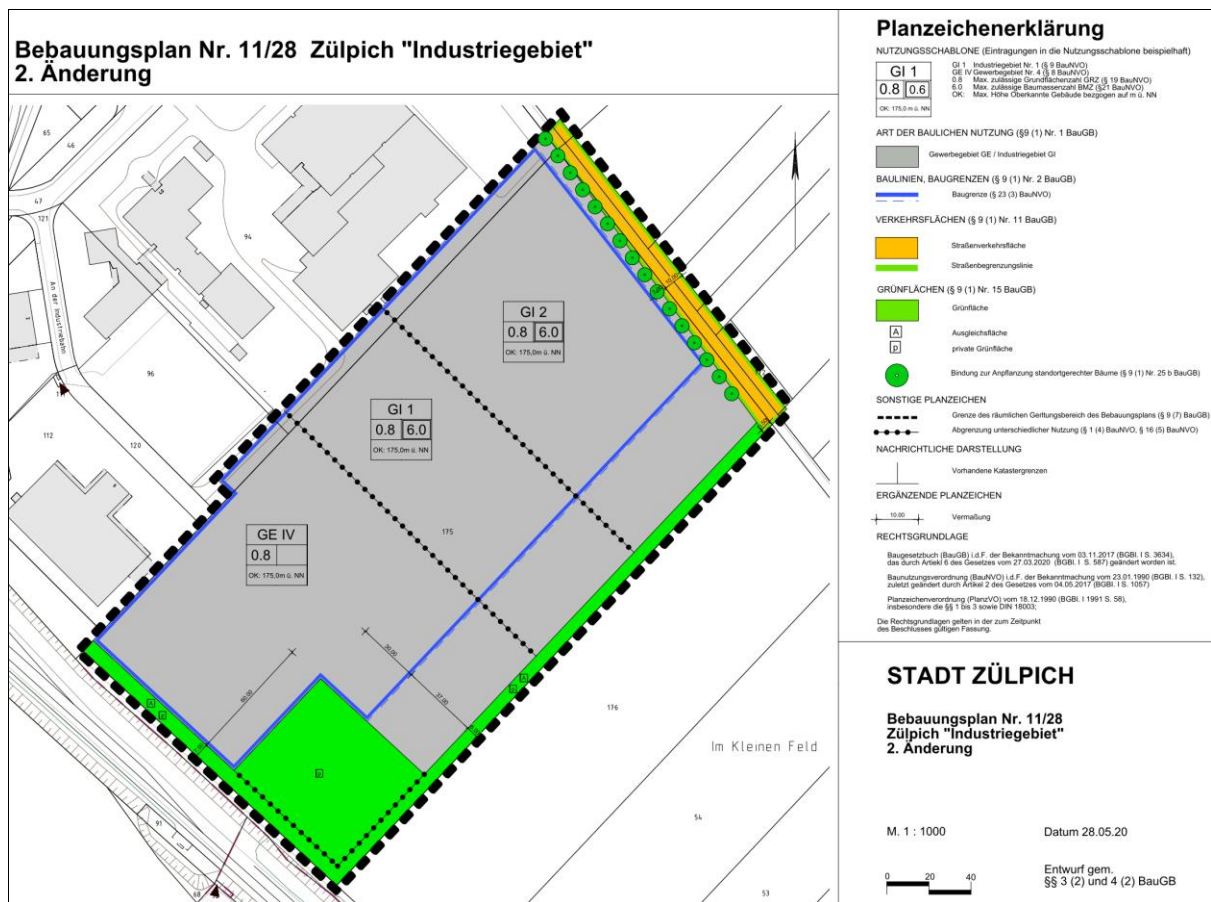 Bebauungsplan Nr. 11/28 Zülpich "Industriegebiet"
2. Änderung
65
46
47
121
94
An der Industriebahn
96
112
120
GI 2
0.8 6.0
OK: 175,0m ü. NN
GI 1
0.8 6.0
OK: 175,0m ü. NN
GE IV
0.8
OK: 175,0m ü. NN
175
10.00
30.00
60.00
37.00
A
p
A
p
p
176
Im Kleinen Feld
54
53
91
68
Planzeichenerklärung
NUTZUNGSSCHABLONE (Eintragungen in die Nutzungsschablone beispielhaft)
GI 1
0.8 0.6
OK: 175,0 m ü. NN
GI 1 Industriegebiet Nr. 1 (§ 9 BauNVO)
GE IV Gewerbegebiet Nr. 4 (§ 8 BauNVO)
0.8 Max. zulässige Grundflächenzahl GRZ (§ 19 BauNVO)
6.0 Max. zulässige Baumassenzahl BMZ (§21 BauNVO)
OK: Max. Höhe Oberkante Gebäude bezogen auf m ü. NN
ART DER BAULICHEN NUTZUNG (§9 (1) Nr. 1 BauGB)
Gewerbegebiet GE / Industriegebiet GI
BAULINIEN, BAUGRENZEN (§ 9 (1) Nr. 2 BauGB)
Baugrenze (§ 23 (3) BauNVO)
VERKEHRSFLÄCHEN (§ 9 (1) Nr. 11 BauGB)
Straßenverkehrsfläche
Straßenbegrenzungslinie
GRÜNFLÄCHEN (§ 9 (1) Nr. 15 BauGB)
Grünfläche
A Ausgleichsfläche
p private Grünfläche
Bindung zur Anpflanzung standortgerechter Bäume (§ 9 (1) Nr. 25 b BauGB)
SONSTIGE PLANZEICHEN
Grenze des räumlichen Gerltungsbereich des Bebauungsplans (§ 9 (7) BauGB)
Abgrenzung unterschiedlicher Nutzung (§ 1 (4) BauNVO, § 16 (5) BauNVO)
NACHRICHTLICHE DARSTELLUNG
Vorhandene Katastergrenzen
ERGÄNZENDE PLANZEICHEN
10.00 Vermaßung
RECHTSGRUNDLAGE
Baugesetzbuch (BauGB) i.d.F. der Bekanntmachung vom 03.11.2017 (BGBl. I S. 3634),
das durch Artiekl 6 des Gesetzes vom 27.03.2020 (BGBl. I S. 587) geändert worden ist.
Baunutzungsverordnung (BauNVO) i.d.F. der Bekanntmachung vom 23.01.1990 (BGBl. I S. 132),
zuletzt geändert durch Artikel 2 des Gesetzes vom 04.05.2017 (BGBl. I S. 1057)
Planzeichenverordnung (PlanzVO) vom 18.12.1990 (BGBl. I 1991 S. 58),
insbesondere die §§ 1 bis 3 sowie DIN 18003;
Die Rechtsgrundlagen gelten in der zum Zeitpunkt
des Beschlusses gültigen Fassung.
STADT ZÜLPICH
Bebauungsplan Nr. 11/28
Zülpich "Industriegebiet"
2. Änderung
M. 1 : 1000 Datum 28.05.20
0 20 40
Entwurf gem.
§§ 3 (2) und 4 (2) BauGB